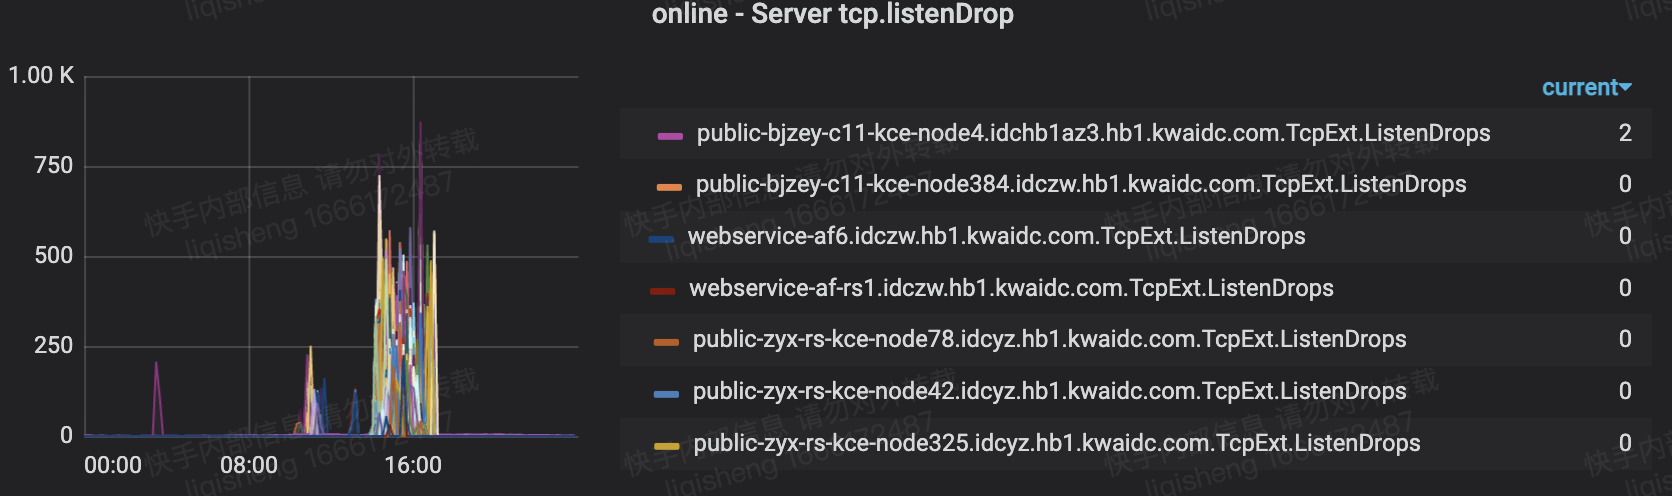 online - Server tcp.listenDrop
1.00 K
750
500
250
0
00:00
08:00
16:00
current
public-bjzey-c11-kce-node4.idchb1az3.hb1.kwaidc.com.TcpExt.ListenDrops 2
public-bjzey-c11-kce-node384.idczw.hb1.kwaidc.com.TcpExt.ListenDrops 0
webservice-af6.idczw.hb1.kwaidc.com.TcpExt.ListenDrops 0
webservice-af-rs1.idczw.hb1.kwaidc.com.TcpExt.ListenDrops 0
public-zyx-rs-kce-node78.idcyz.hb1.kwaidc.com.TcpExt.ListenDrops 0
public-zyx-rs-kce-node42.idcyz.hb1.kwaidc.com.TcpExt.ListenDrops 0
public-zyx-rs-kce-node325.idcyz.hb1.kwaidc.com.TcpExt.ListenDrops 0
快手内部信息 请勿对外转载
liqisheng 1666172487